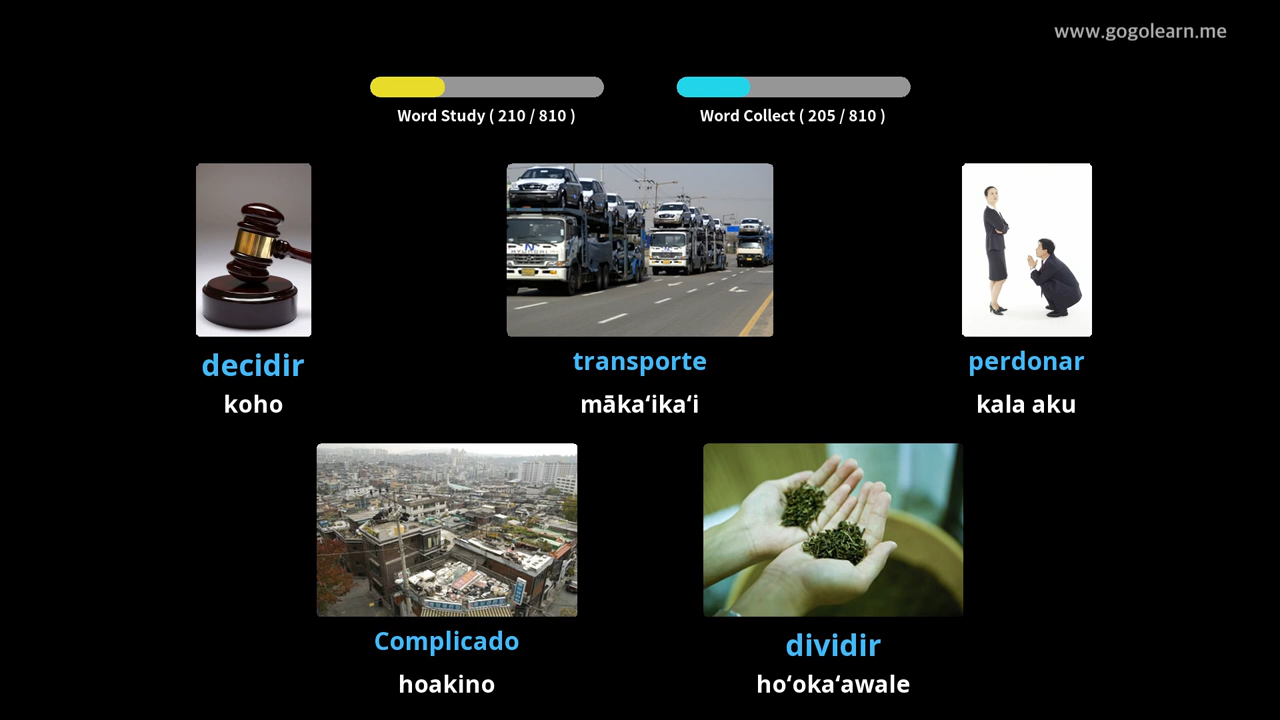 www.gogolearn.me
Word Study ( 210 / 810 )
Word Collect ( 205 / 810 )
decidir
koho
transporte
mākaʻikaʻi
perdonar
kala aku
Complicado
hoakino
dividir
hoʻokaʻawale